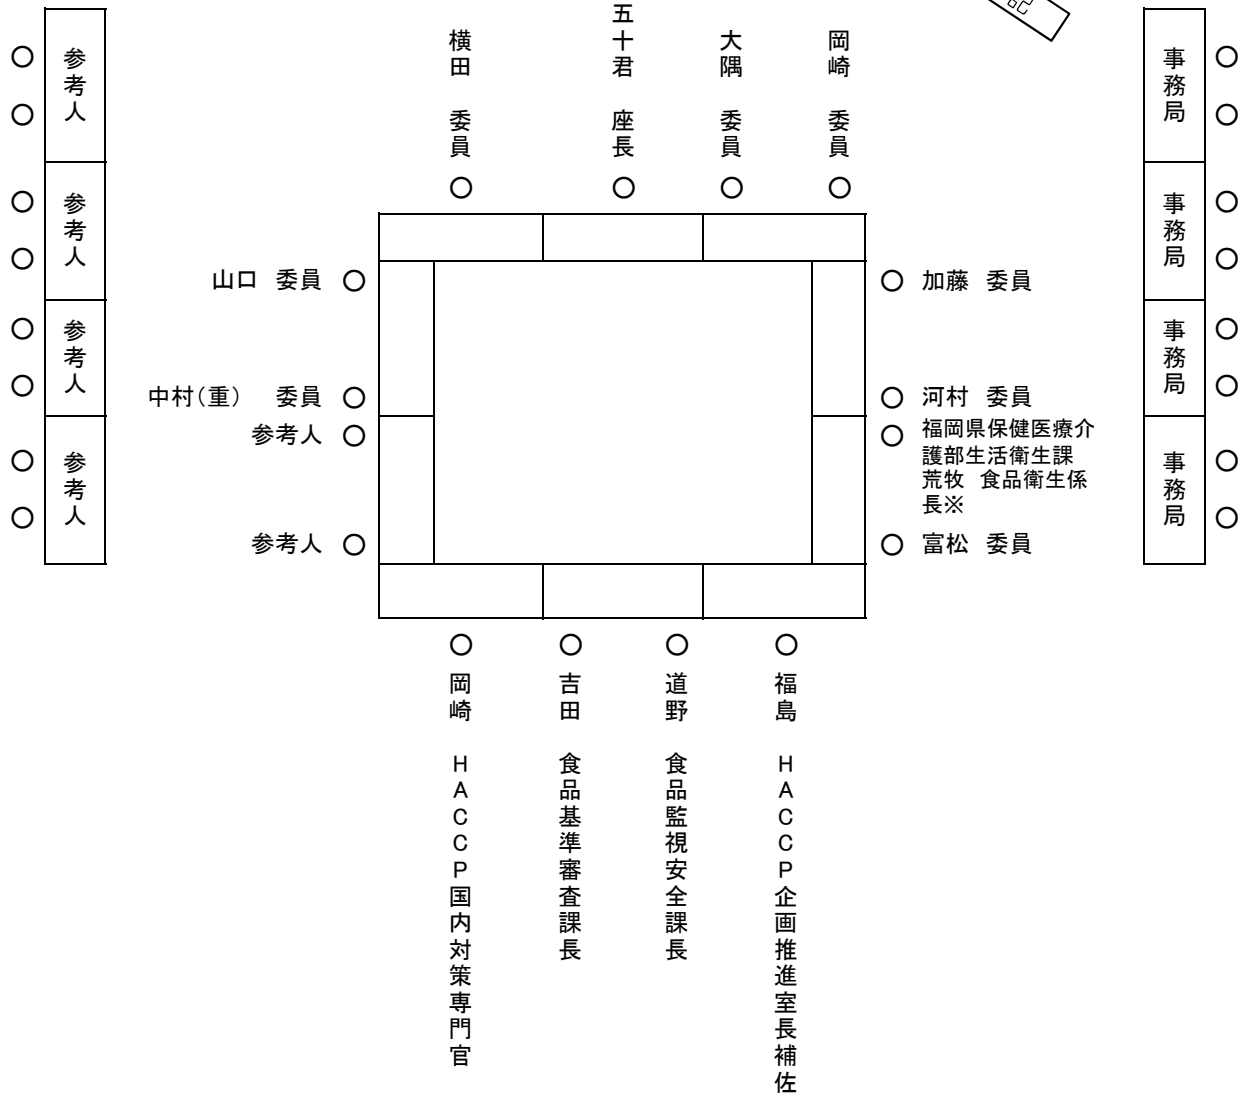 横田 委員
五十君 座長
大隅 委員
岡崎 委員
記
参考人
参考人
参考人
参考人
山口 委員
中村(重) 委員
参考人
参考人
加藤 委員
河村 委員
福岡県保健医療介
護部生活衛生課
荒牧 食品衛生係
長※
富松 委員
事務局
事務局
事務局
事務局
岡崎 HACCP国内対策専門官
吉田 食品基準審査課長
道野 食品監視安全課長
福島 HACCP企画推進室長補佐